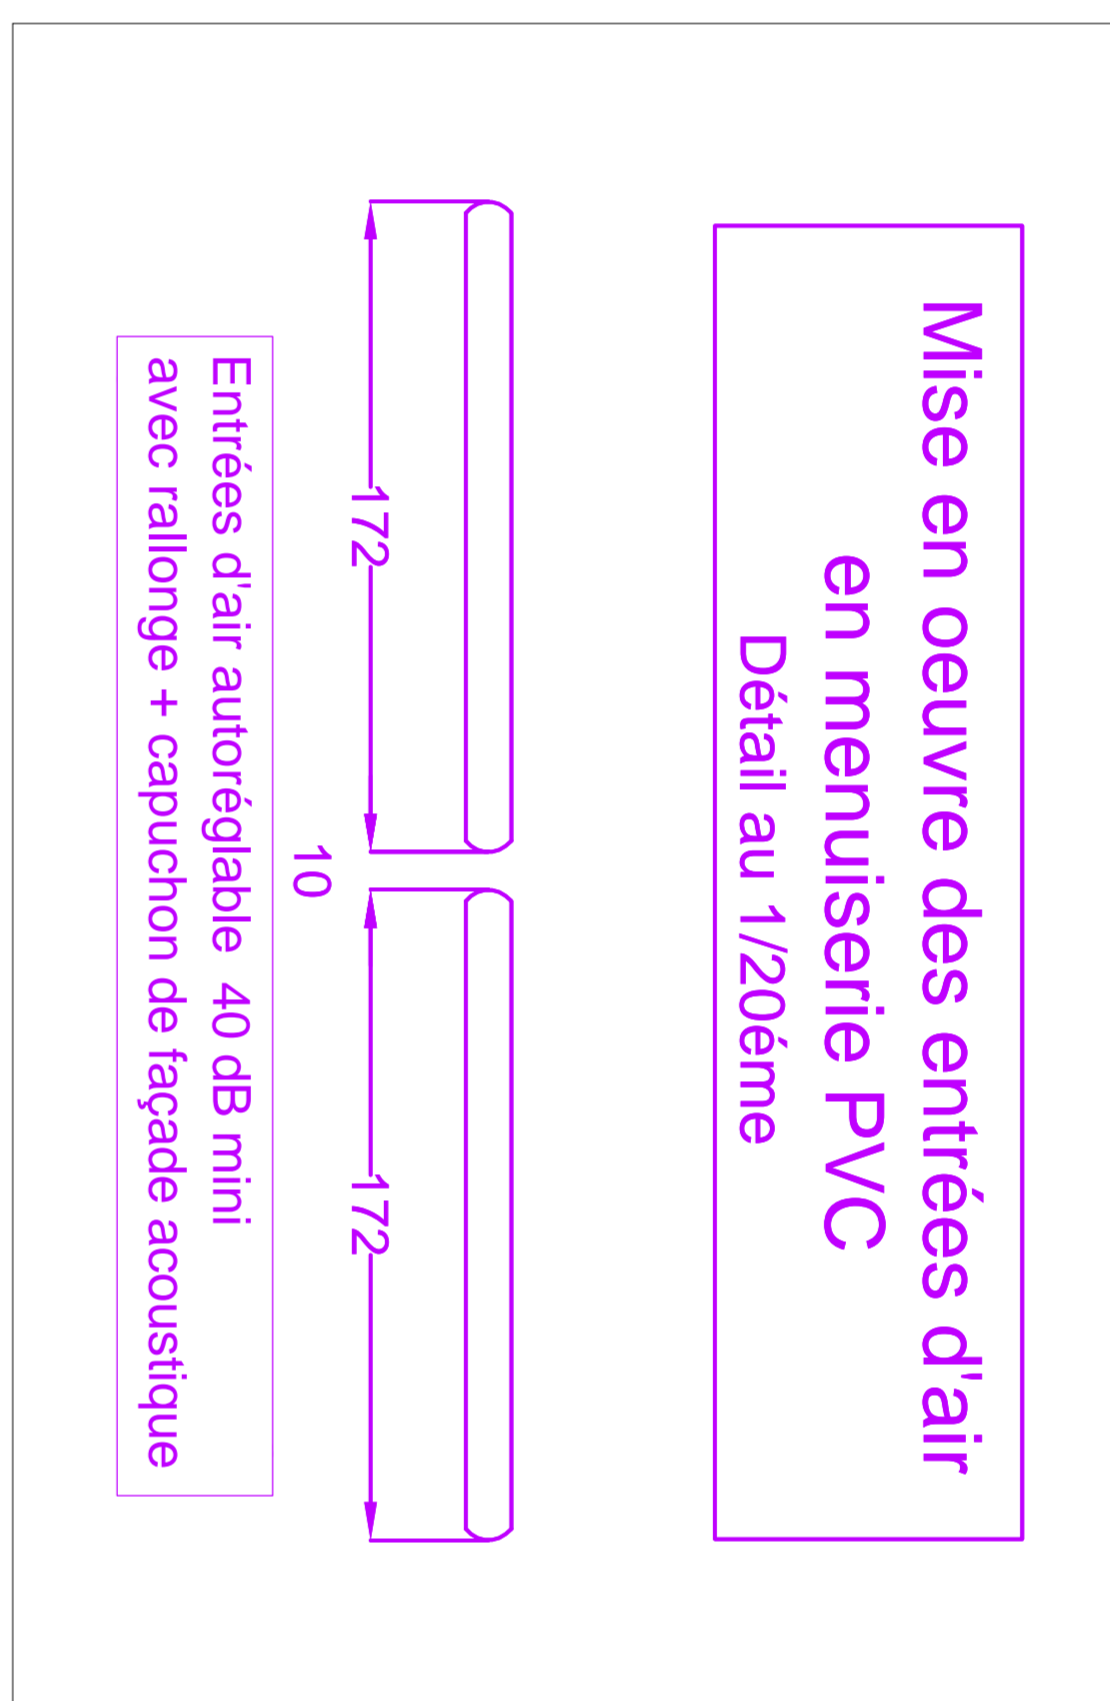 Mise en oeuvre des entrées d'air
en menuiserie PVC
Détail au 1/20éme
172
172
10
Entrées d'air autoréglable 40 dB mini
avec rallonge + capuchon de façade acoustique